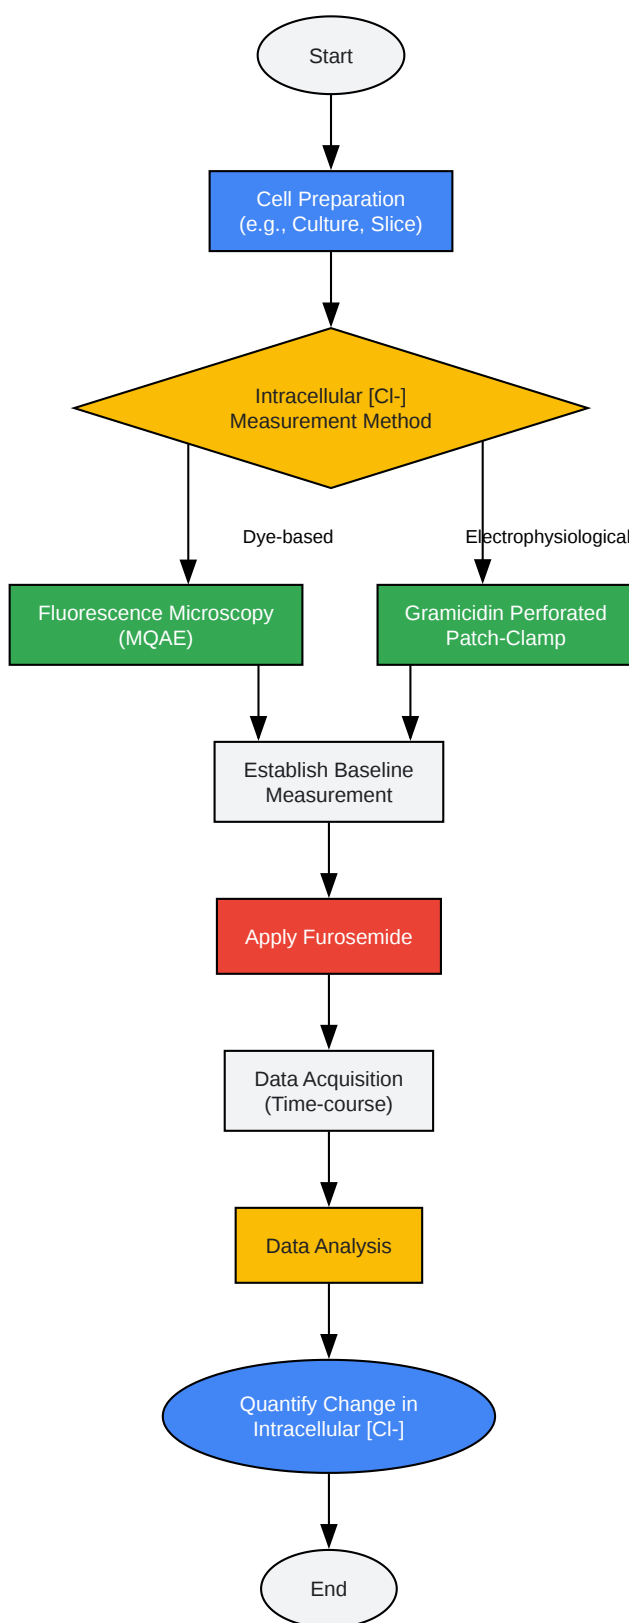 Start
Cell Preparation
(e.g., Culture, Slice)
Intracellular [Cl-]
Measurement Method
Dye-based
Electrophysiological
Fluorescence Microscopy
(MQAE)
Gramicidin Perforated
Patch-Clamp
Establish Baseline
Measurement
Apply Furosemide
Data Acquisition
(Time-course)
Data Analysis
Quantify Change in
Intracellular [Cl-]
End